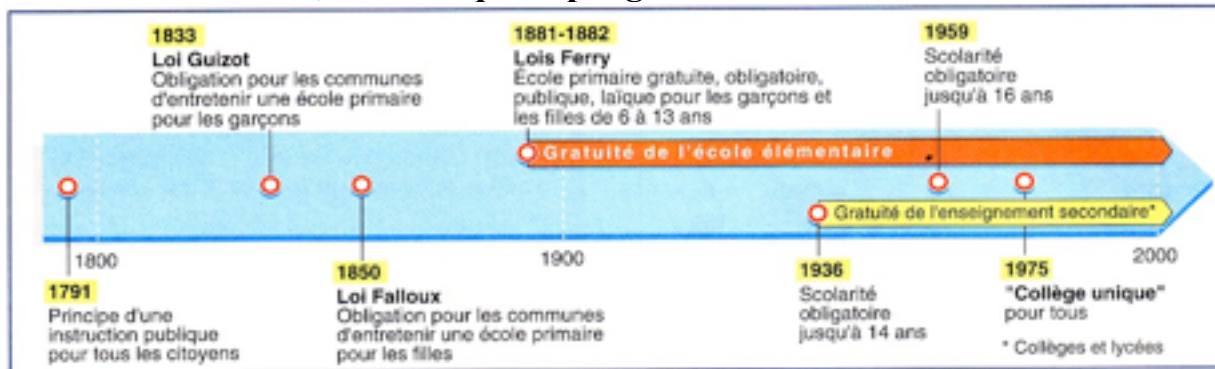 1833
Loi Guizot
Obligation pour les communes
d'entretenir une école primaire
pour les garçons
1881-1882
Lois Ferry
École primaire gratuite, obligatoire,
publique, laïque pour les garçons et
les filles de 6 à 13 ans
1959
Scolarité
obligatoire
jusqu'à 16 ans
Gratuité de l'école élémentaire
Gratuité de l'enseignement secondaire*
1800
1900
2000
1791
Principe d'une
instruction publique
pour tous les citoyens
1850
Loi Falloux
Obligation pour les communes
d'entretenir une école primaire
pour les filles
1936
Scolarité
obligatoire
jusqu'à 14 ans
1975
"Collège unique"
pour tous
* Collèges et lycées